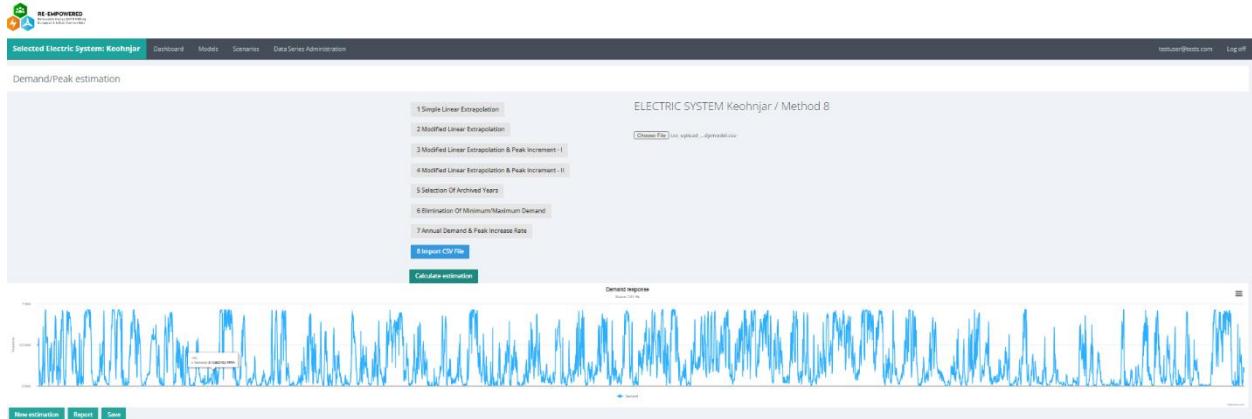 RE-EMPOWERED
Selected Electric System: Keohnjar Dashboard Models Scenarios Data Series Administration testuser@tests.com Log off
Demand/Peak estimation
1 Simple Linear Extrapolation
2 Modified Linear Extrapolation
3 Modified Linear Extrapolation & Peak Increment - I
4 Modified Linear Extrapolation & Peak Increment - II
5 Selection Of Archived Years
6 Elimination Of Minimum/Maximum Demand
7 Annual Demand & Peak Increase Rate
8 Import CSV File
Calculate estimation
ELECTRIC SYSTEM Keohnjar / Method 8
Choose File
Demand response
Demand
New estimation Report Save